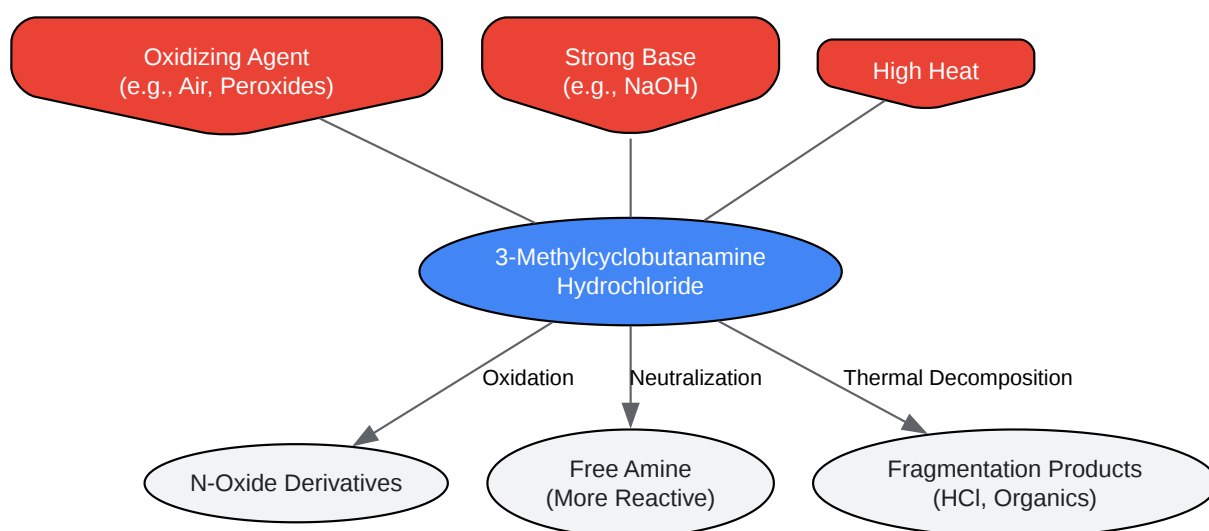 Oxidizing Agent
(e.g., Air, Peroxides)
Strong Base
(e.g., NaOH)
High Heat
3-Methylcyclobutanamine
Hydrochloride
Oxidation
Neutralization
Thermal Decomposition
N-Oxide Derivatives
Free Amine
(More Reactive)
Fragmentation Products
(HCl, Organics)